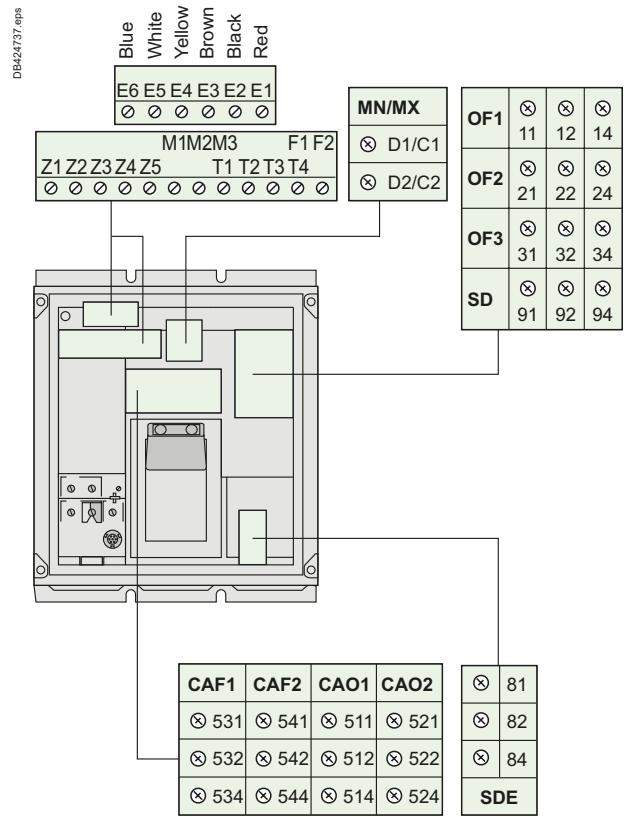 DB424737.eps
Blue
White
Yellow
Brown
Black
Red
E6 E5 E4 E3 E2 E1
M1M2M3 F1 F2
Z1 Z2 Z3 Z4 Z5 T1 T2 T3 T4
MN/MX
D1/C1
D2/C2
OF1 11 12 14
OF2 21 22 24
OF3 31 32 34
SD 91 92 94
CAF1 CAF2 CAO1 CAO2
531 541 511 521
532 542 512 522
534 544 514 524
81
82
84
SDE